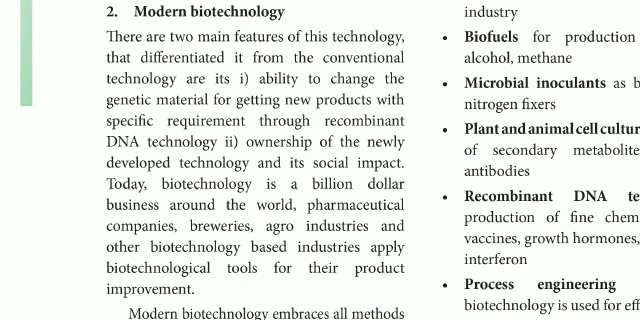 2. Modern biotechnology
There are two main features of this technology,
that differentiated it from the conventional
technology are its i) ability to change the
genetic material for getting new products with
specific requirement through recombinant
DNA technology ii) ownership of the newly
developed technology and its social impact.
Today, biotechnology is a billion dollar
business around the world, pharmaceutical
companies, breweries, agro industries and
other biotechnology based industries apply
biotechnological tools for their product
improvement.
Modern biotechnology embraces all methods
industry
• Biofuels for production
alcohol, methane
• Microbial inoculants as
nitrogen fixers
• Plant and animal cell
of secondary
antibodies
• Recombinant DNA
production of fine
vaccines, growth hormones,
interferon
• Process engineering
biotechnology is used for